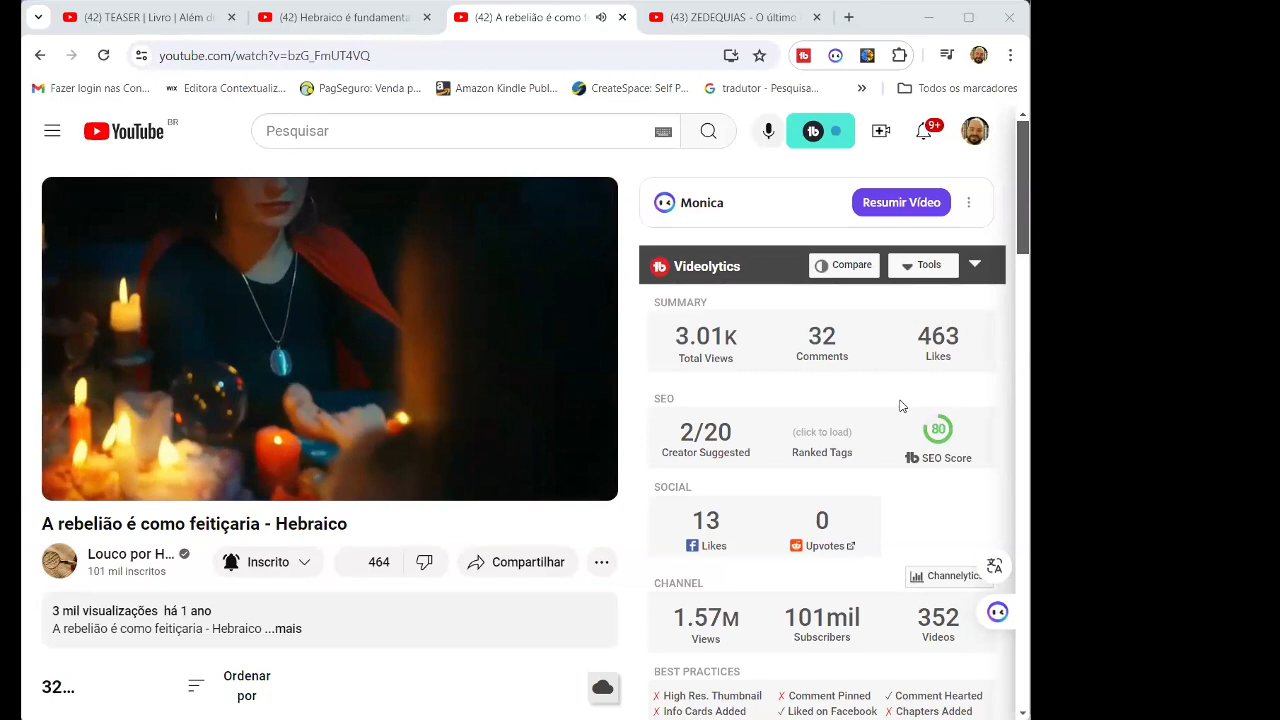 (42) TEASER | Livro | Além d
(42) Hebraico é fundamenta
(42) A rebelião é como f
(43) ZEDEQUIAS - O último
youtube.com/watch?v=bzG_FmUT4VQ
Fazer login nas Con...
WIX Editora Contextualiz...
PagSeguro: Venda p...
Amazon Kindle Publ...
CreateSpace: Self P...
tradutor - Pesquisa...
»
Todos os marcadores
YouTube BR
Pesquisar
tb
9+
Monica
Resumir Vídeo
tb Videolytics
Compare
Tools
SUMMARY
3.01K
32
463
Total Views
Comments
Likes
SEO
2/20
(click to load)
80
Creator Suggested
Ranked Tags
tb SEO Score
SOCIAL
13
0
Likes
Upvotes
Channelytics
CHANNEL
1.57M
101mil
352
Views
Subscribers
Videos
BEST PRACTICES
✗ High Res. Thumbnail
✗ Comment Pinned
✓ Comment Hearted
✗ Info Cards Added
✓ Liked on Facebook
✗ Chapters Added
A rebelião é como feitiçaria - Hebraico
Louco por H...
101 mil inscritos
Inscrito
464
Compartilhar
...
3 mil visualizações há 1 ano
A rebelião é como feitiçaria - Hebraico ...mais
32...
Ordenar
por